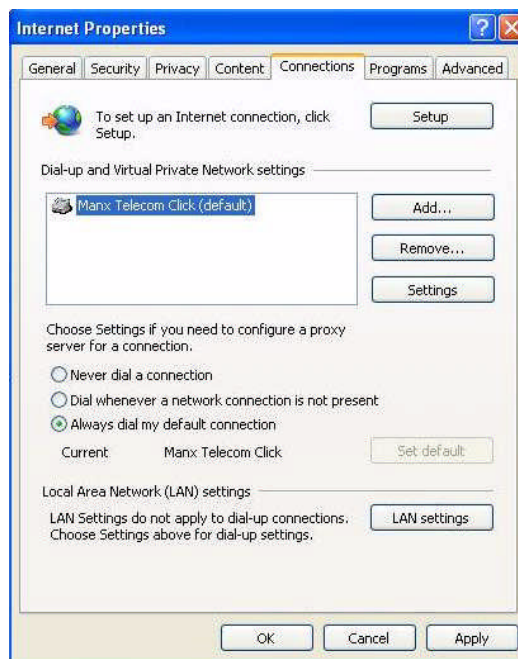 Internet Properties
General Security Privacy Content Connections Programs Advanced
To set up an Internet connection, click
Setup.
Setup
Dial-up and Virtual Private Network settings
Manx Telecom Click (default)
Add...
Remove...
Settings
Choose Settings if you need to configure a proxy
server for a connection.
Never dial a connection
Dial whenever a network connection is not present
Always dial my default connection
Current Manx Telecom Click Set default
Local Area Network (LAN) settings
LAN Settings do not apply to dial-up connections.
Choose Settings above for dial-up settings.
LAN settings
OK Cancel Apply